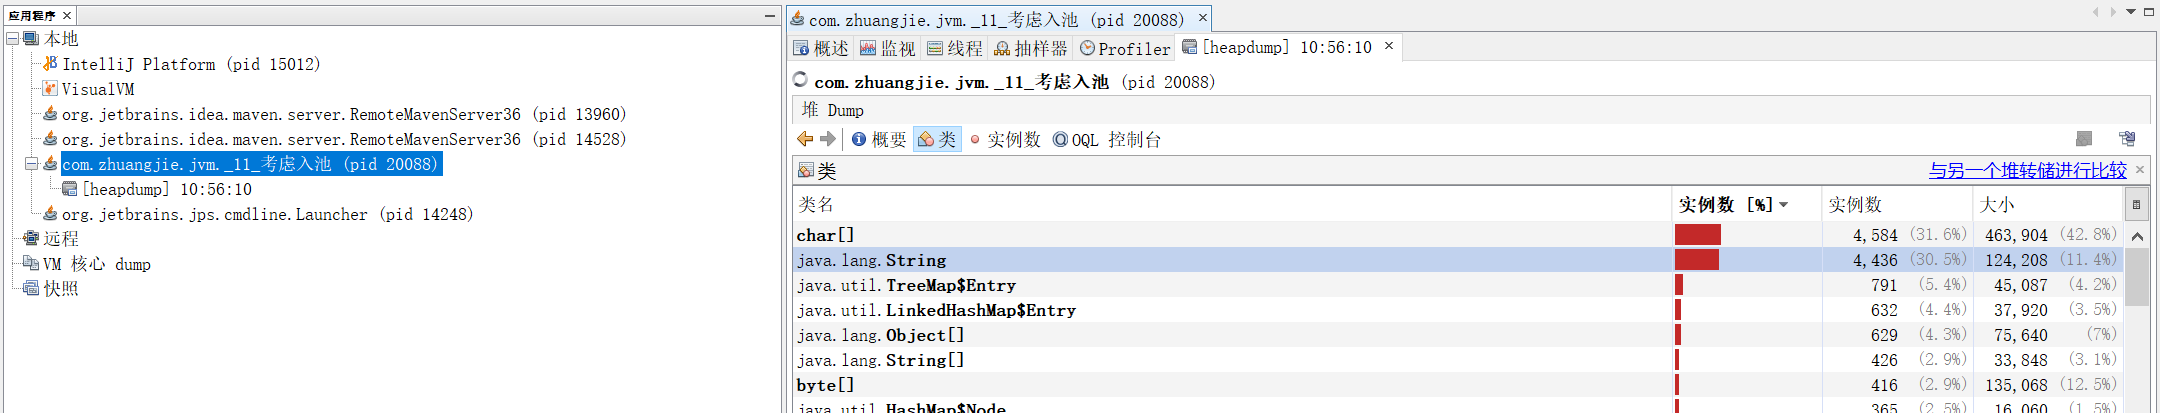 应用程序
本地
IntelliJ Platform (pid 15012)
VisualVM
org.jetbrains.idea.maven.server.RemoteMavenServer36 (pid 13960)
org.jetbrains.idea.maven.server.RemoteMavenServer36 (pid 14528)
com.zhuangjie.jvm._11_考虑入池 (pid 20088)
[heapdump] 10:56:10
org.jetbrains.jps.cmdline.Launcher (pid 14248)
远程
VM 核心 dump
快照
com.zhuangjie.jvm._11_考虑入池 (pid 20088)
概述 监视 线程 抽样器 Profiler [heapdump] 10:56:10
com.zhuangjie.jvm._11_考虑入池 (pid 20088)
堆 Dump
概要 类 实例数 OQL 控制台
类 与另一个堆转储进行比较
类名 实例数 [%] 实例数 大小
char[] 4,584 (31.6%) 463,904 (42.8%)
java.lang.String 4,436 (30.5%) 124,208 (11.4%)
java.util.TreeMap$Entry 791 (5.4%) 45,087 (4.2%)
java.util.LinkedHashMap$Entry 632 (4.4%) 37,920 (3.5%)
java.lang.Object[] 629 (4.3%) 75,640 (7%)
java.lang.String[] 426 (2.9%) 33,848 (3.1%)
byte[] 416 (2.9%) 135,068 (12.5%)
java.util.HashMap$Node 365 (2.5%) 16,060 (1.5%)